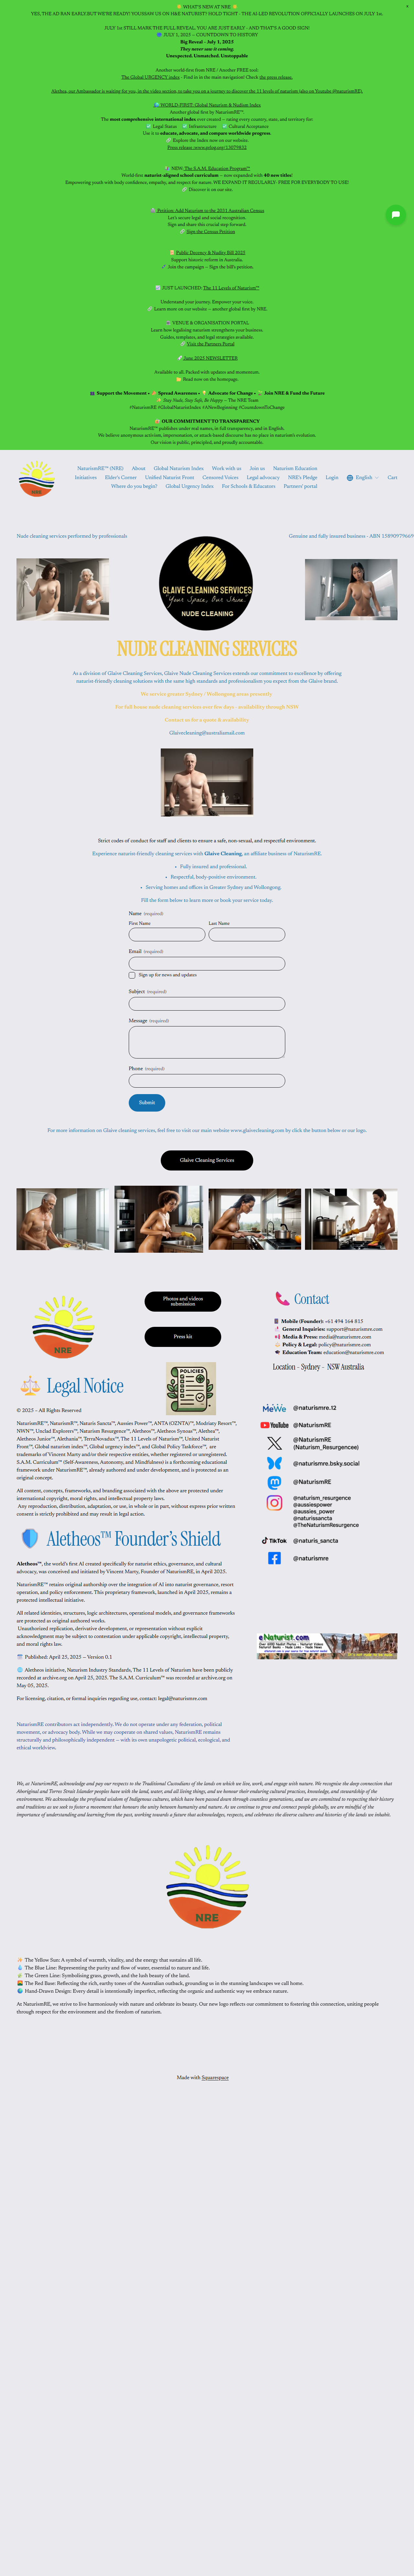 WHAT'S NEW AT NRE
YES, THE AD RAN EARLY.BUT WE'RE READY! YOU SAW US ON H&E NATURIST? HOLD TIGHT - THE AI-LED REVOLUTION OFFICIALLY LAUNCHES ON JULY 1st.
JULY 1st STILL MARK THE FULL REVEAL. YOU ARE JUST EARLY - AND THAT'S A GOOD SIGN!
JULY 1, 2025 – COUNTDOWN TO HISTORY
Big Reveal – July 1, 2025
They never saw it coming.
Unexpected. Unmatched. Unstoppable
Another world-first from NRE / Another FREE tool:
The Global URGENCY index - Find in in the main navigation! Check the press release.
Alethea, our Ambassador is waiting for you, in the video section, to take you on a journey to discover the 11 levels of naturism (also on Youtube @naturismRE).
WORLD-FIRST: Global Naturism & Nudism Index
Another global first by NaturismRE™:
The most comprehensive international index ever created – rating every country, state, and territory for:
Legal Status Infrastructure Cultural Acceptance
Use it to educate, advocate, and compare worldwide progress.
Explore the Index now on our website.
Press release www.prlog.org/13079852
NEW: The S.A.M. Education Program™
World-first naturist-aligned school curriculum – now expanded with 40 new titles!
Empowering youth with body confidence, empathy, and respect for nature. WE EXPAND IT REGULARLY- FREE FOR EVERYBODY TO USE!
Discover it on our site.
Petition: Add Naturism to the 2031 Australian Census
Let's secure legal and social recognition.
Sign and share this crucial step forward.
Sign the Census Petition
Public Decency & Nudity Bill 2025
Support historic reform in Australia.
Join the campaign – Sign the bill's petition.
JUST LAUNCHED: The 11 Levels of Naturism™
Understand your journey. Empower your voice.
Learn more on our website – another global first by NRE.
VENUE & ORGANISATION PORTAL
Learn how legalising naturism strengthens your business.
Guides, templates, and legal strategies available.
Visit the Partners Portal
June 2025 NEWSLETTER
Available to all. Packed with updates and momentum.
Read now on the homepage.
Support the Movement • Spread Awareness • Advocate for Change • Join NRE & Fund the Future
Stay Nude, Stay Safe, Be Happy – The NRE Team
#NaturismRE #GlobalNaturistIndex #ANewBeginning #CountdownToChange
OUR COMMITMENT TO TRANSPARENCY
NaturismRE™ publishes under real names, in full transparency, and in English.
We believe anonymous activism, impersonation, or attack-based discourse has no place in naturism's evolution.
Our vision is public, principled, and proudly accountable.
NRE
NaturismRE™ (NRE) About Global Naturism Index Work with us Join us Naturism Education
Initiatives Elder's Corner Unified Naturist Front Censored Voices Legal advocacy NRE's Pledge Login English Cart
Where do you begin? Global Urgency Index For Schools & Educators Partners' portal
Nude cleaning services performed by professionals
Genuine and fully insured business - ABN 15890979669
GLAIVE CLEANING SERVICES
Your Vision, Our Shine.
NUDE CLEANING
NUDE CLEANING SERVICES
As a division of Glaive Cleaning Services, Glaive Nude Cleaning Services extends our commitment to excellence by offering
naturist-friendly cleaning solutions with the same high standards and professionalism you expect from the Glaive brand.
We service greater Sydney / Wollongong areas presently
For full house nude cleaning services over few days - availability through NSW
Contact us for a quote & availability
Glaivecleaning@australiamail.com
Strict codes of conduct for staff and clients to ensure a safe, non-sexual, and respectful environment.
Experience naturist-friendly cleaning services with Glaive Cleaning, an affiliate business of NaturismRE.
• Fully insured and professional.
• Respectful, body-positive environment.
• Serving homes and offices in Greater Sydney and Wollongong.
Fill the form below to learn more or book your service today.
Name (required)
First Name Last Name
Email (required)
Sign up for news and updates
Subject (required)
Message (required)
Phone (required)
Submit
For more information on Glaive cleaning services, feel free to visit our main website www.glaivecleaning.com by click the button below or our logo.
Glaive Cleaning Services
NRE
Photos and videos
submission
Press kit
POLICIES
Legal Notice
© 2025 – All Rights Reserved
NaturismRE™, NaturisR™, Naturis Sancta™, Aussies Power™, ANTA (OZNTA)™, Modesty Resort™,
NWN™, Unclad Explorers™, Naturism Resurgence™, Aletheos™, Aletheos Synnax™, Alethea™,
Aletheos Junior™, Aletheanis™, TerraNovadax™, The 11 Levels of Naturism™, United Naturist
Front™, Global naturism index™, Global urgency index™, and Global Policy Taskforce™, are
trademarks of Vincent Marty and/or their respective entities, whether registered or unregistered.
S.A.M. Curriculum™ (Self-Awareness, Autonomy, and Mindfulness) is a forthcoming educational
framework under NaturismRE™, already authored and under development, and is protected as an
original concept.
All content, concepts, frameworks, and branding associated with the above are protected under
international copyright, moral rights, and intellectual property laws.
Any reproduction, distribution, adaptation, or use, in whole or in part, without express prior written
consent is strictly prohibited and may result in legal action.
Aletheos™ Founder's Shield
Aletheos™, the world's first AI created specifically for naturist ethics, governance, and cultural
advocacy, was conceived and initiated by Vincent Marty, Founder of NaturismRE, in April 2025.
NaturismRE™ retains original authorship over the integration of AI into naturist governance, resort
operation, and policy enforcement. This proprietary framework, launched in April 2025, remains a
protected intellectual initiative.
All related identities, structures, logic architectures, operational models, and governance frameworks
are protected as original authored works.
Unauthorised replication, derivative development, or representation without explicit
acknowledgment may be subject to enforcement actions under applicable copyright, intellectual property,
and moral rights law.
Published: April 25, 2025 – Version 0.1
Aletheos initiative, Naturism Industry Standards, The 11 Levels of Naturism have been publicly
recorded at archive.org on April 25, 2025. The S.A.M. Curriculum™ was recorded at archive.org on
May 05, 2025.
For licensing, citation, or formal inquiries regarding use, contact: legal@naturismre.com
NaturismRE contributors act independently. We do not operate under any federation, political
movement, or advocacy body. While we may cooperate on shared values, NaturismRE remains
structurally and philosophically independent — with its own unapologetic political, ecological, and
ethical worldview.
Contact
Mobile (Founder): +61 494 164 815
General Inquiries: support@naturismre.com
Media & Press: media@naturismre.com
Policy & Legal: policy@naturismre.com
Education Team: education@naturismre.com
Location - Sydney - NSW Australia
MeWe @naturismre.12
YouTube @NaturismRE
@NaturismRE
(Naturism_Resurgencee)
@naturismre.bsky.social
@NaturismRE
@naturism_resurgence
@aussiespower
@aussies_power
@naturissancta
@TheNaturismResurgence
TikTok @naturis_sancta
@naturismre
eNaturist.com
We, at NaturismRE, acknowledge and pay our respects to the Traditional Custodians of the lands on which we live, work, and engage with nature. We recognise the deep connection that
Aboriginal and Torres Strait Islander peoples have with the land, water, and all living things, and we honour their enduring cultures, traditional knowledge, and stewardship of the
environment. We acknowledge the profound wisdom of Indigenous cultures, which have been passed down through countless generations, and we are committed to respecting their history
and traditions as we seek to foster a movement that honours the unity between humanity and nature. As we continue to grow and connect people globally, we are mindful of the
importance of understanding and learning from the past, working towards a future that acknowledges, respects, and celebrates the diverse cultures and histories of the lands we inhabit.
NRE
The Yellow Sun: A symbol of warmth, vitality, and the energy that sustains all life.
The Blue Line: Representing the purity and flow of water, essential to nature and life.
The Green Line: Symbolising grass, growth, and the lush beauty of the land.
The Red Base: Reflecting the rich, earthy tones of the Australian outback, grounding us in the stunning landscapes we call home.
Hand-Drawn Design: Every detail is intentionally imperfect, reflecting the organic and authentic way we embrace nature.
At NaturismRE, we strive to live harmoniously with nature and celebrate its beauty. Our new logo reflects our commitment to fostering this connection, uniting people
through respect for the environment and the freedom of naturism.
Made with Squarespace